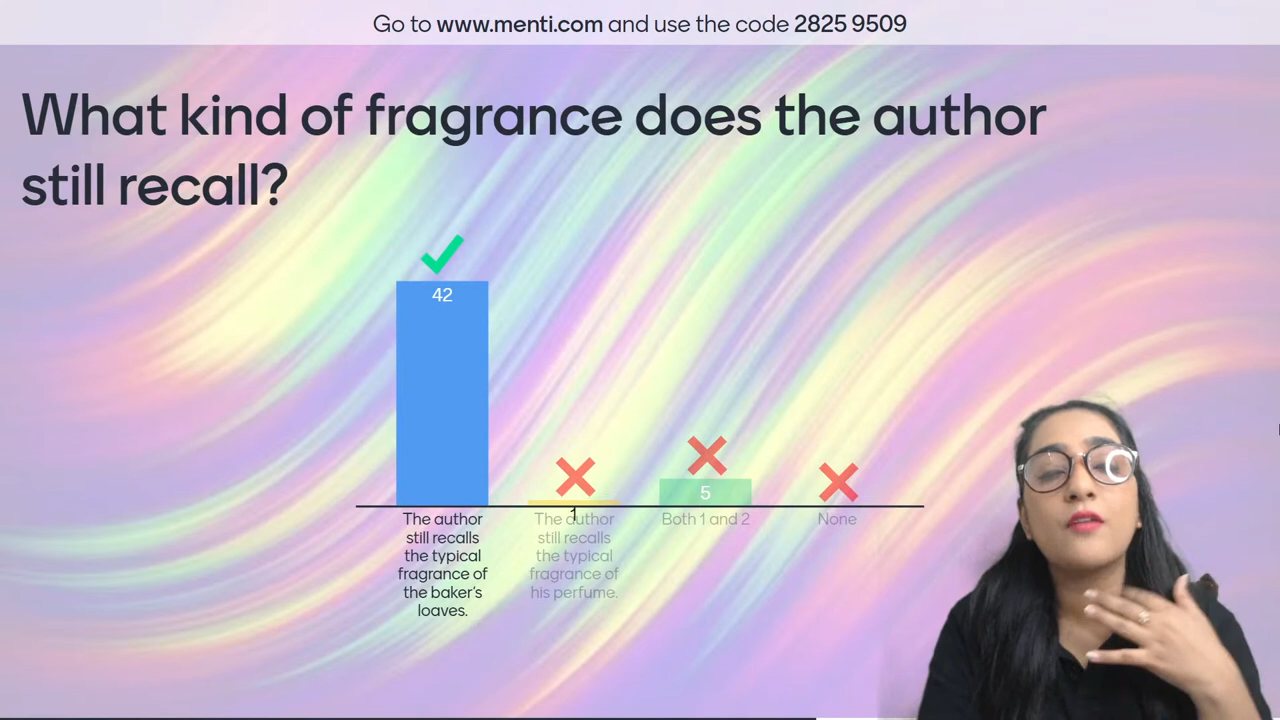 Go to www.menti.com and use the code 2825 9509
What kind of fragrance does the author
still recall?
42
1
5
The author
still recalls
the typical
fragrance of
the baker's
loaves.
The author
still recalls
the typical
fragrance of
his perfume.
Both 1 and 2
None